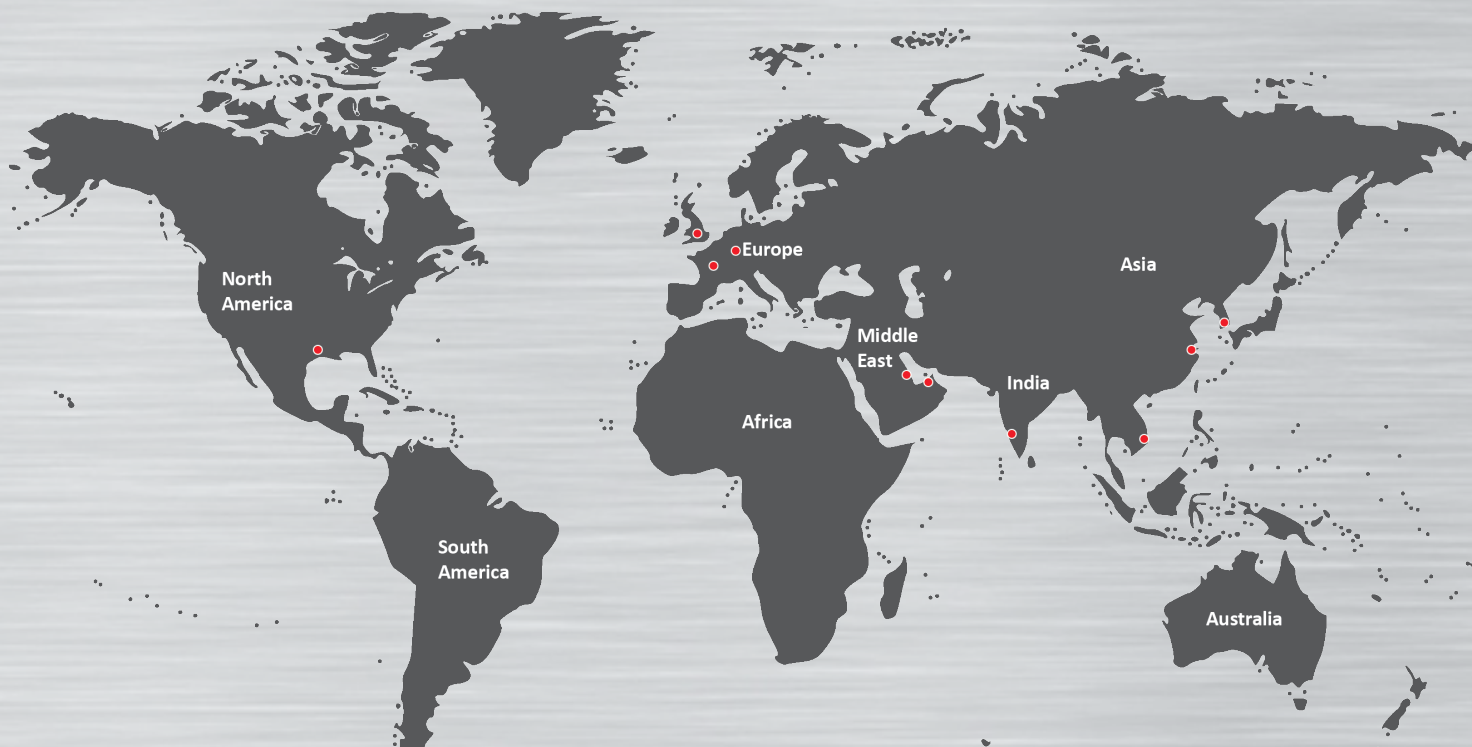 North
America
Europe
Asia
Middle
East
India
Africa
South
America
Australia